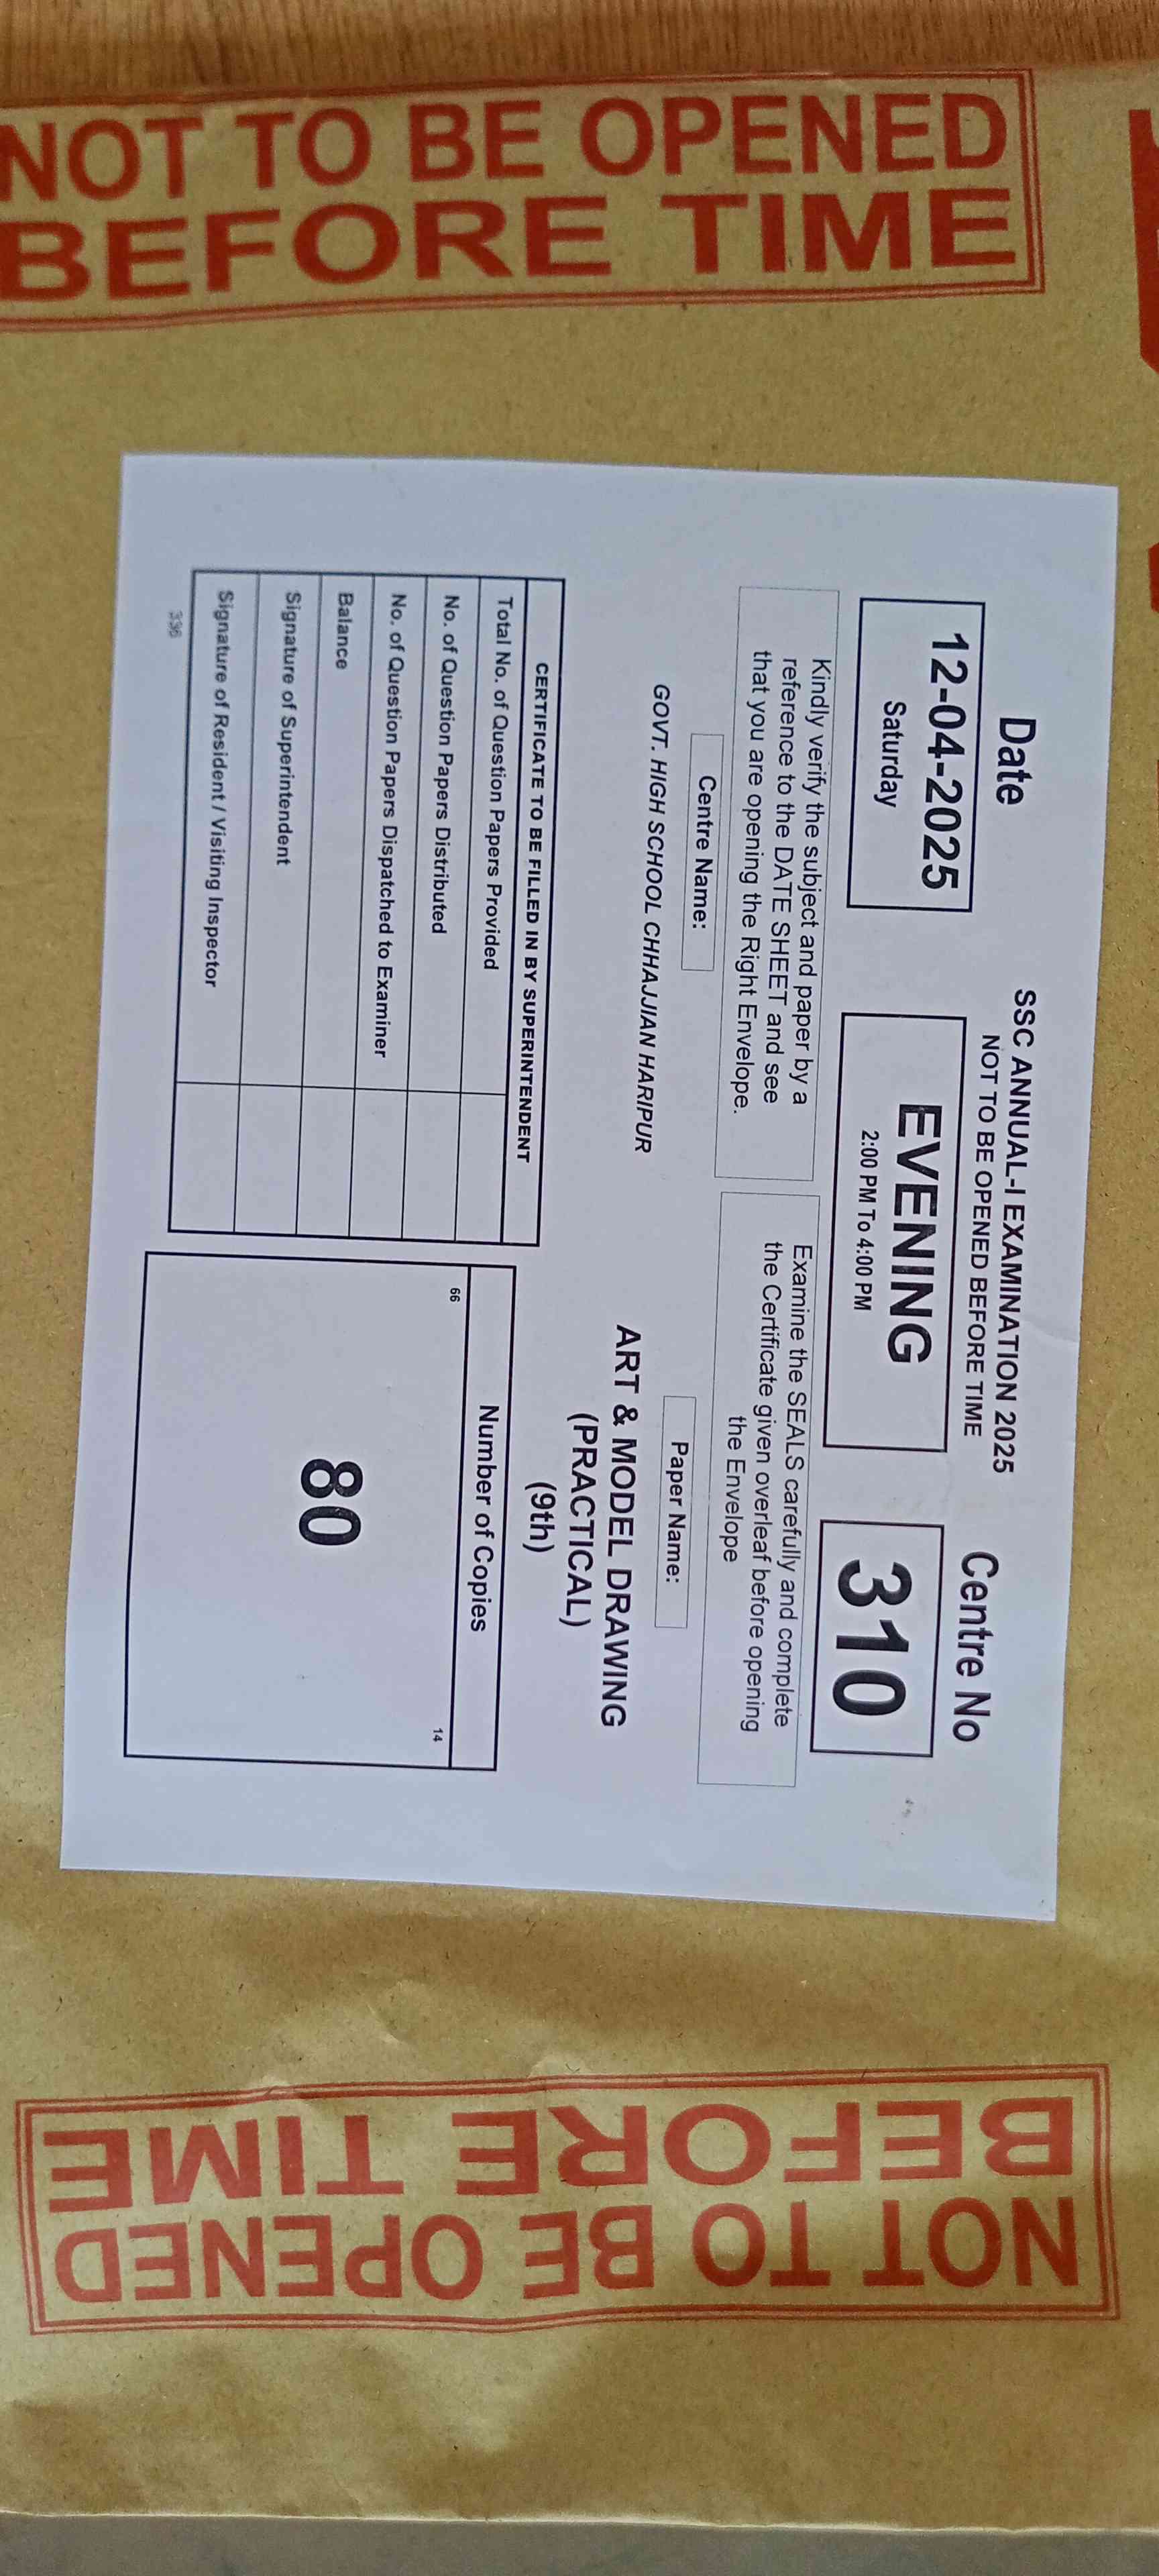 NOT TO BE OPENED
BEFORE TIME
SSC ANNUAL-I EXAMINATION 2025
NOT TO BE OPENED BEFORE TIME
Date
12-04-2025
Saturday
EVENING
2:00 PM To 4:00 PM
Centre No
310
Kindly verify the subject and paper by a
reference to the DATE SHEET and see
that you are opening the Right Envelope.
Examine the SEALS carefully and complete
the Certificate given overleaf before opening
the Envelope
Centre Name:
GOVT. HIGH SCHOOL CHHAJJIAN HARIPUR
Paper Name:
ART & MODEL DRAWING
(PRACTICAL)
(9th)
CERTIFICATE TO BE FILLED IN BY SUPERINTENDENT
Total No. of Question Papers Provided
No. of Question Papers Distributed
No. of Question Papers Dispatched to Examiner
Balance
Signature of Superintendent
Signature of Resident / Visiting Inspector
336
Number of Copies
66
14
80
NOT TO BE OPENED
BEFORE TIME